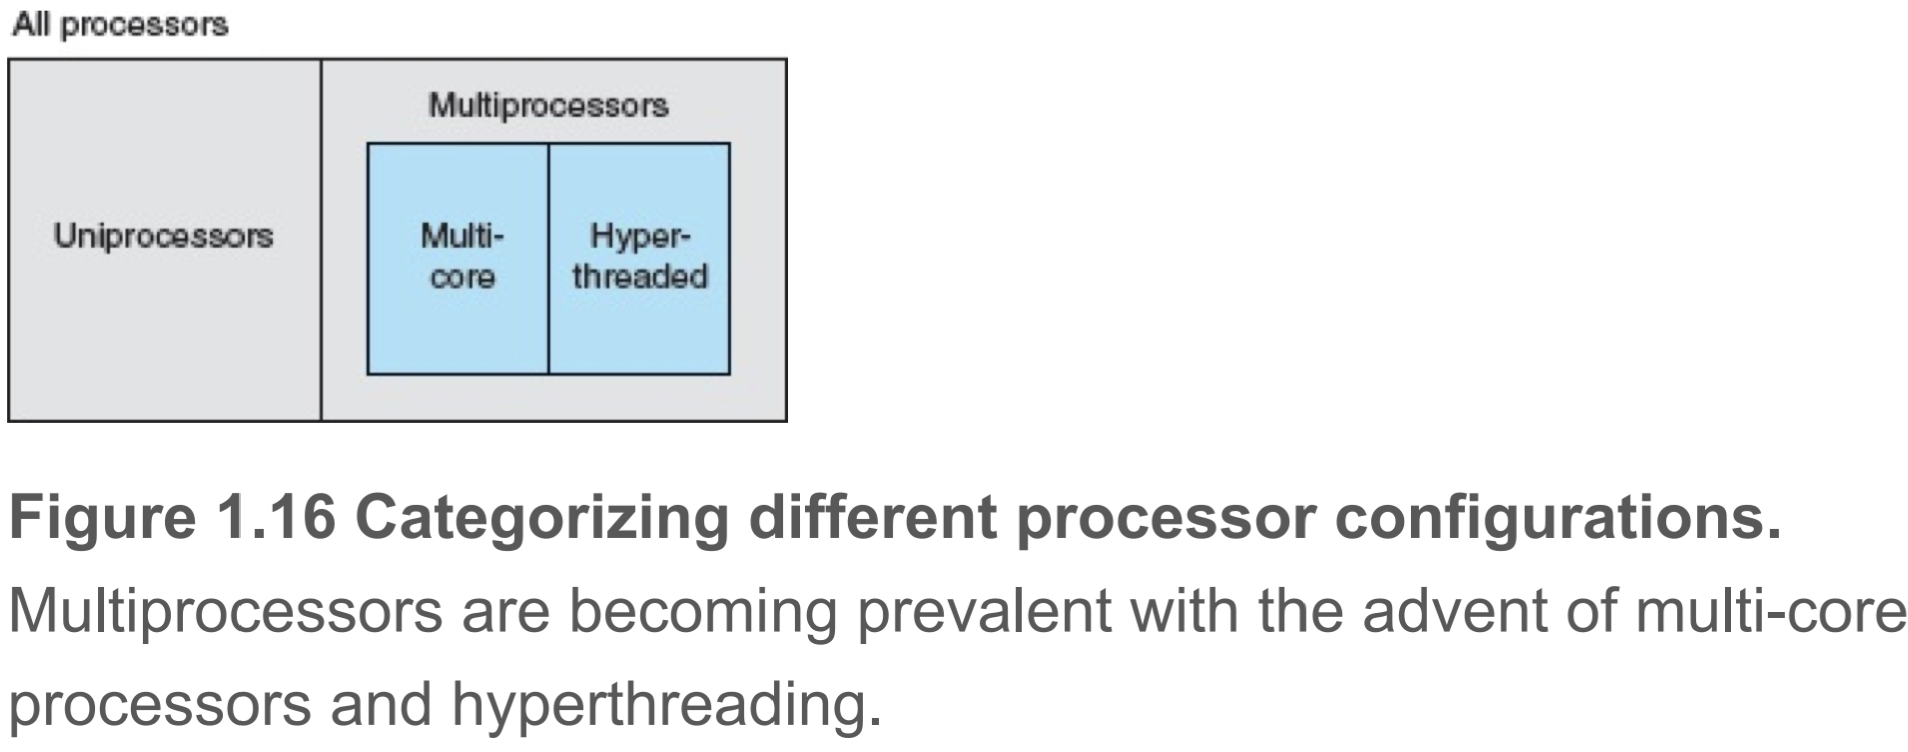 All processors
Multiprocessors
Uniprocessors
Multi-
core
Hyper-
threaded
Figure 1.16 Categorizing different processor configurations.
Multiprocessors are becoming prevalent with the advent of multi-core
processors and hyperthreading.